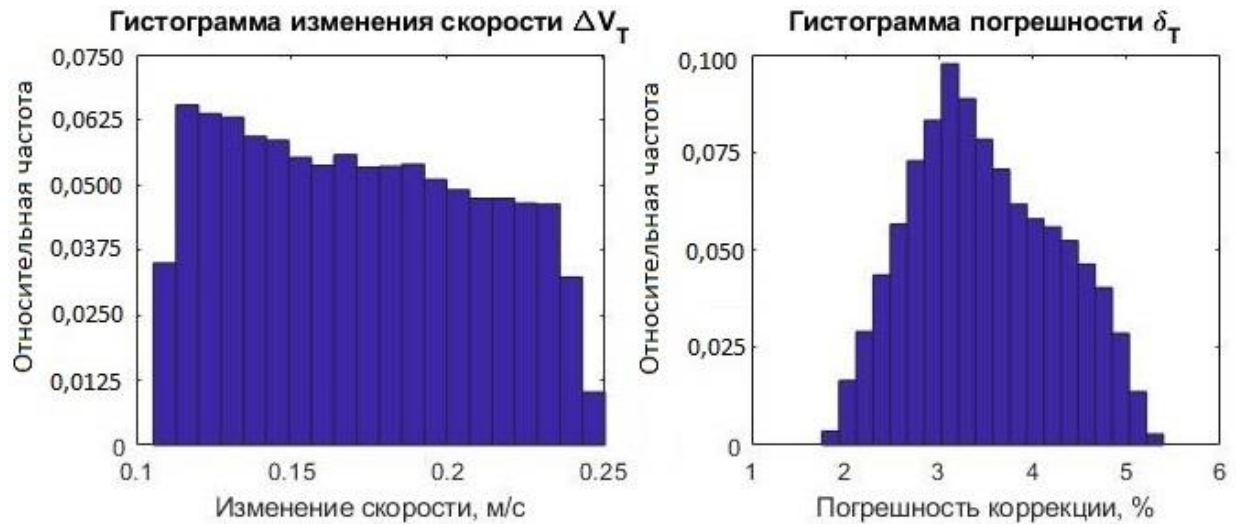 Гистограмма изменения скорости ΔV_T
0,0750
0,0625
0,0500
0,0375
0,0250
0,0125
0
Относительная частота
0.1 0.15 0.2 0.25
Изменение скорости, м/с
Гистограмма погрешности δ_T
0,100
0,075
0,050
0,025
0
Относительная частота
1 2 3 4 5 6
Погрешность коррекции, %